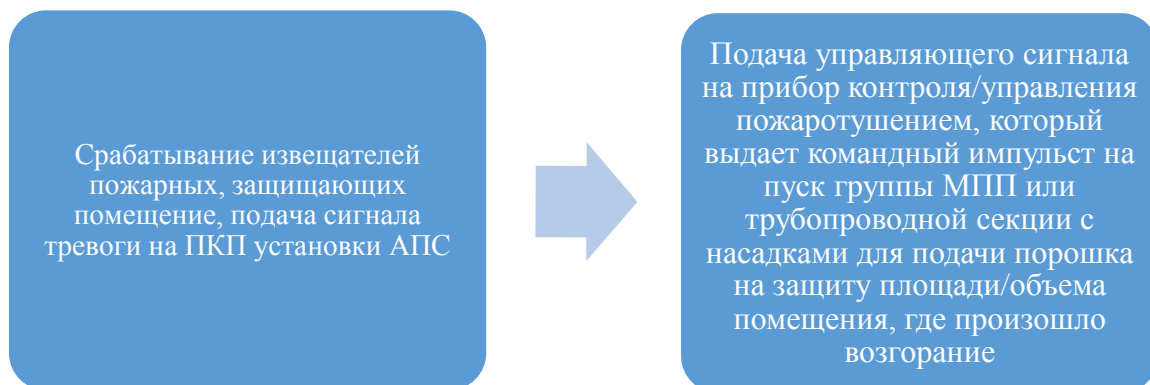 Срабатывание извещателей
пожарных, защищающих
помещение, подача сигнала
тревоги на ПКП установки АПС
Подача управляющего сигнала
на прибор контроля/управления
пожаротушением, который
выдает командный импульст на
пуск группы МПП или
трубопроводной секции с
насадками для подачи порошка
на защиту площади/объема
помещения, где произошло
возгорание